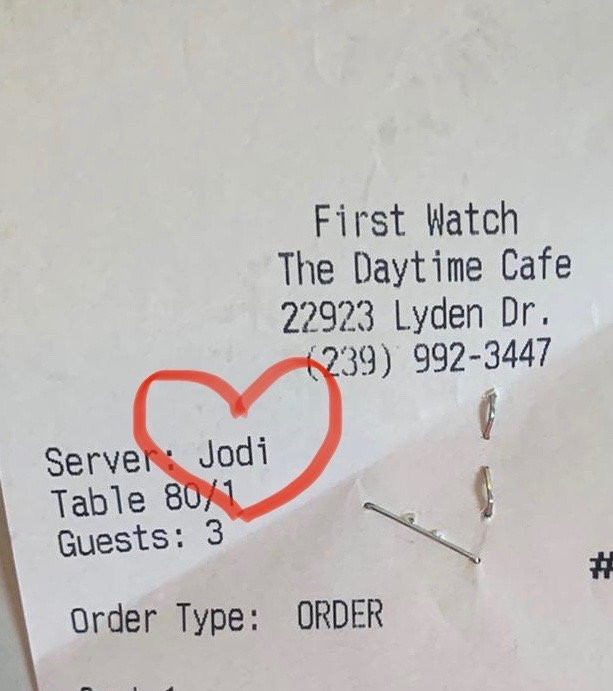 First Watch
The Daytime Cafe
22923 Lyden Dr.
(239) 992-3447
Server: Jodi
Table 80/1
Guests: 3
#
Order Type: ORDER